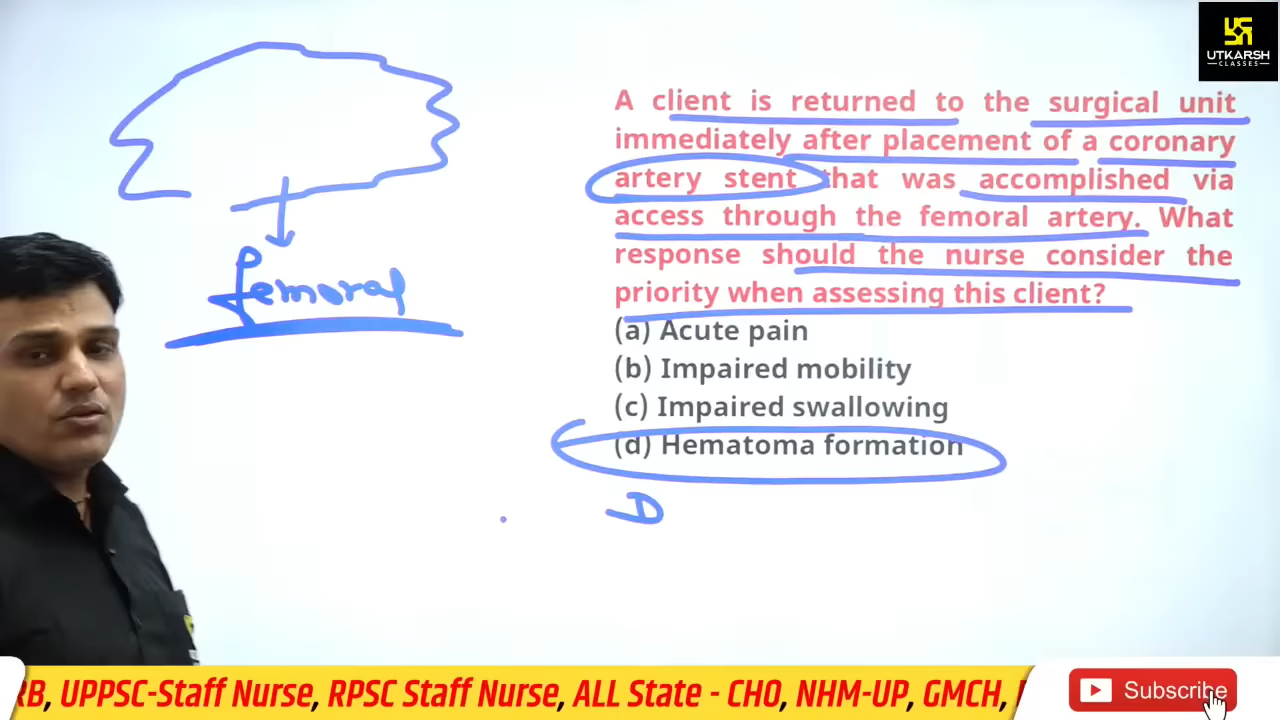 UTKARSH
CLASSES
A client is returned to the surgical unit
immediately after placement of a coronary
artery stent that was accomplished via
access through the femoral artery. What
response should the nurse consider the
priority when assessing this client?
(a) Acute pain
(b) Impaired mobility
(c) Impaired swallowing
(d) Hematoma formation
femoral
D
RB, UPPSC-Staff Nurse, RPSC Staff Nurse, ALL State - CHO, NHM-UP, GMCH,
Subscribe